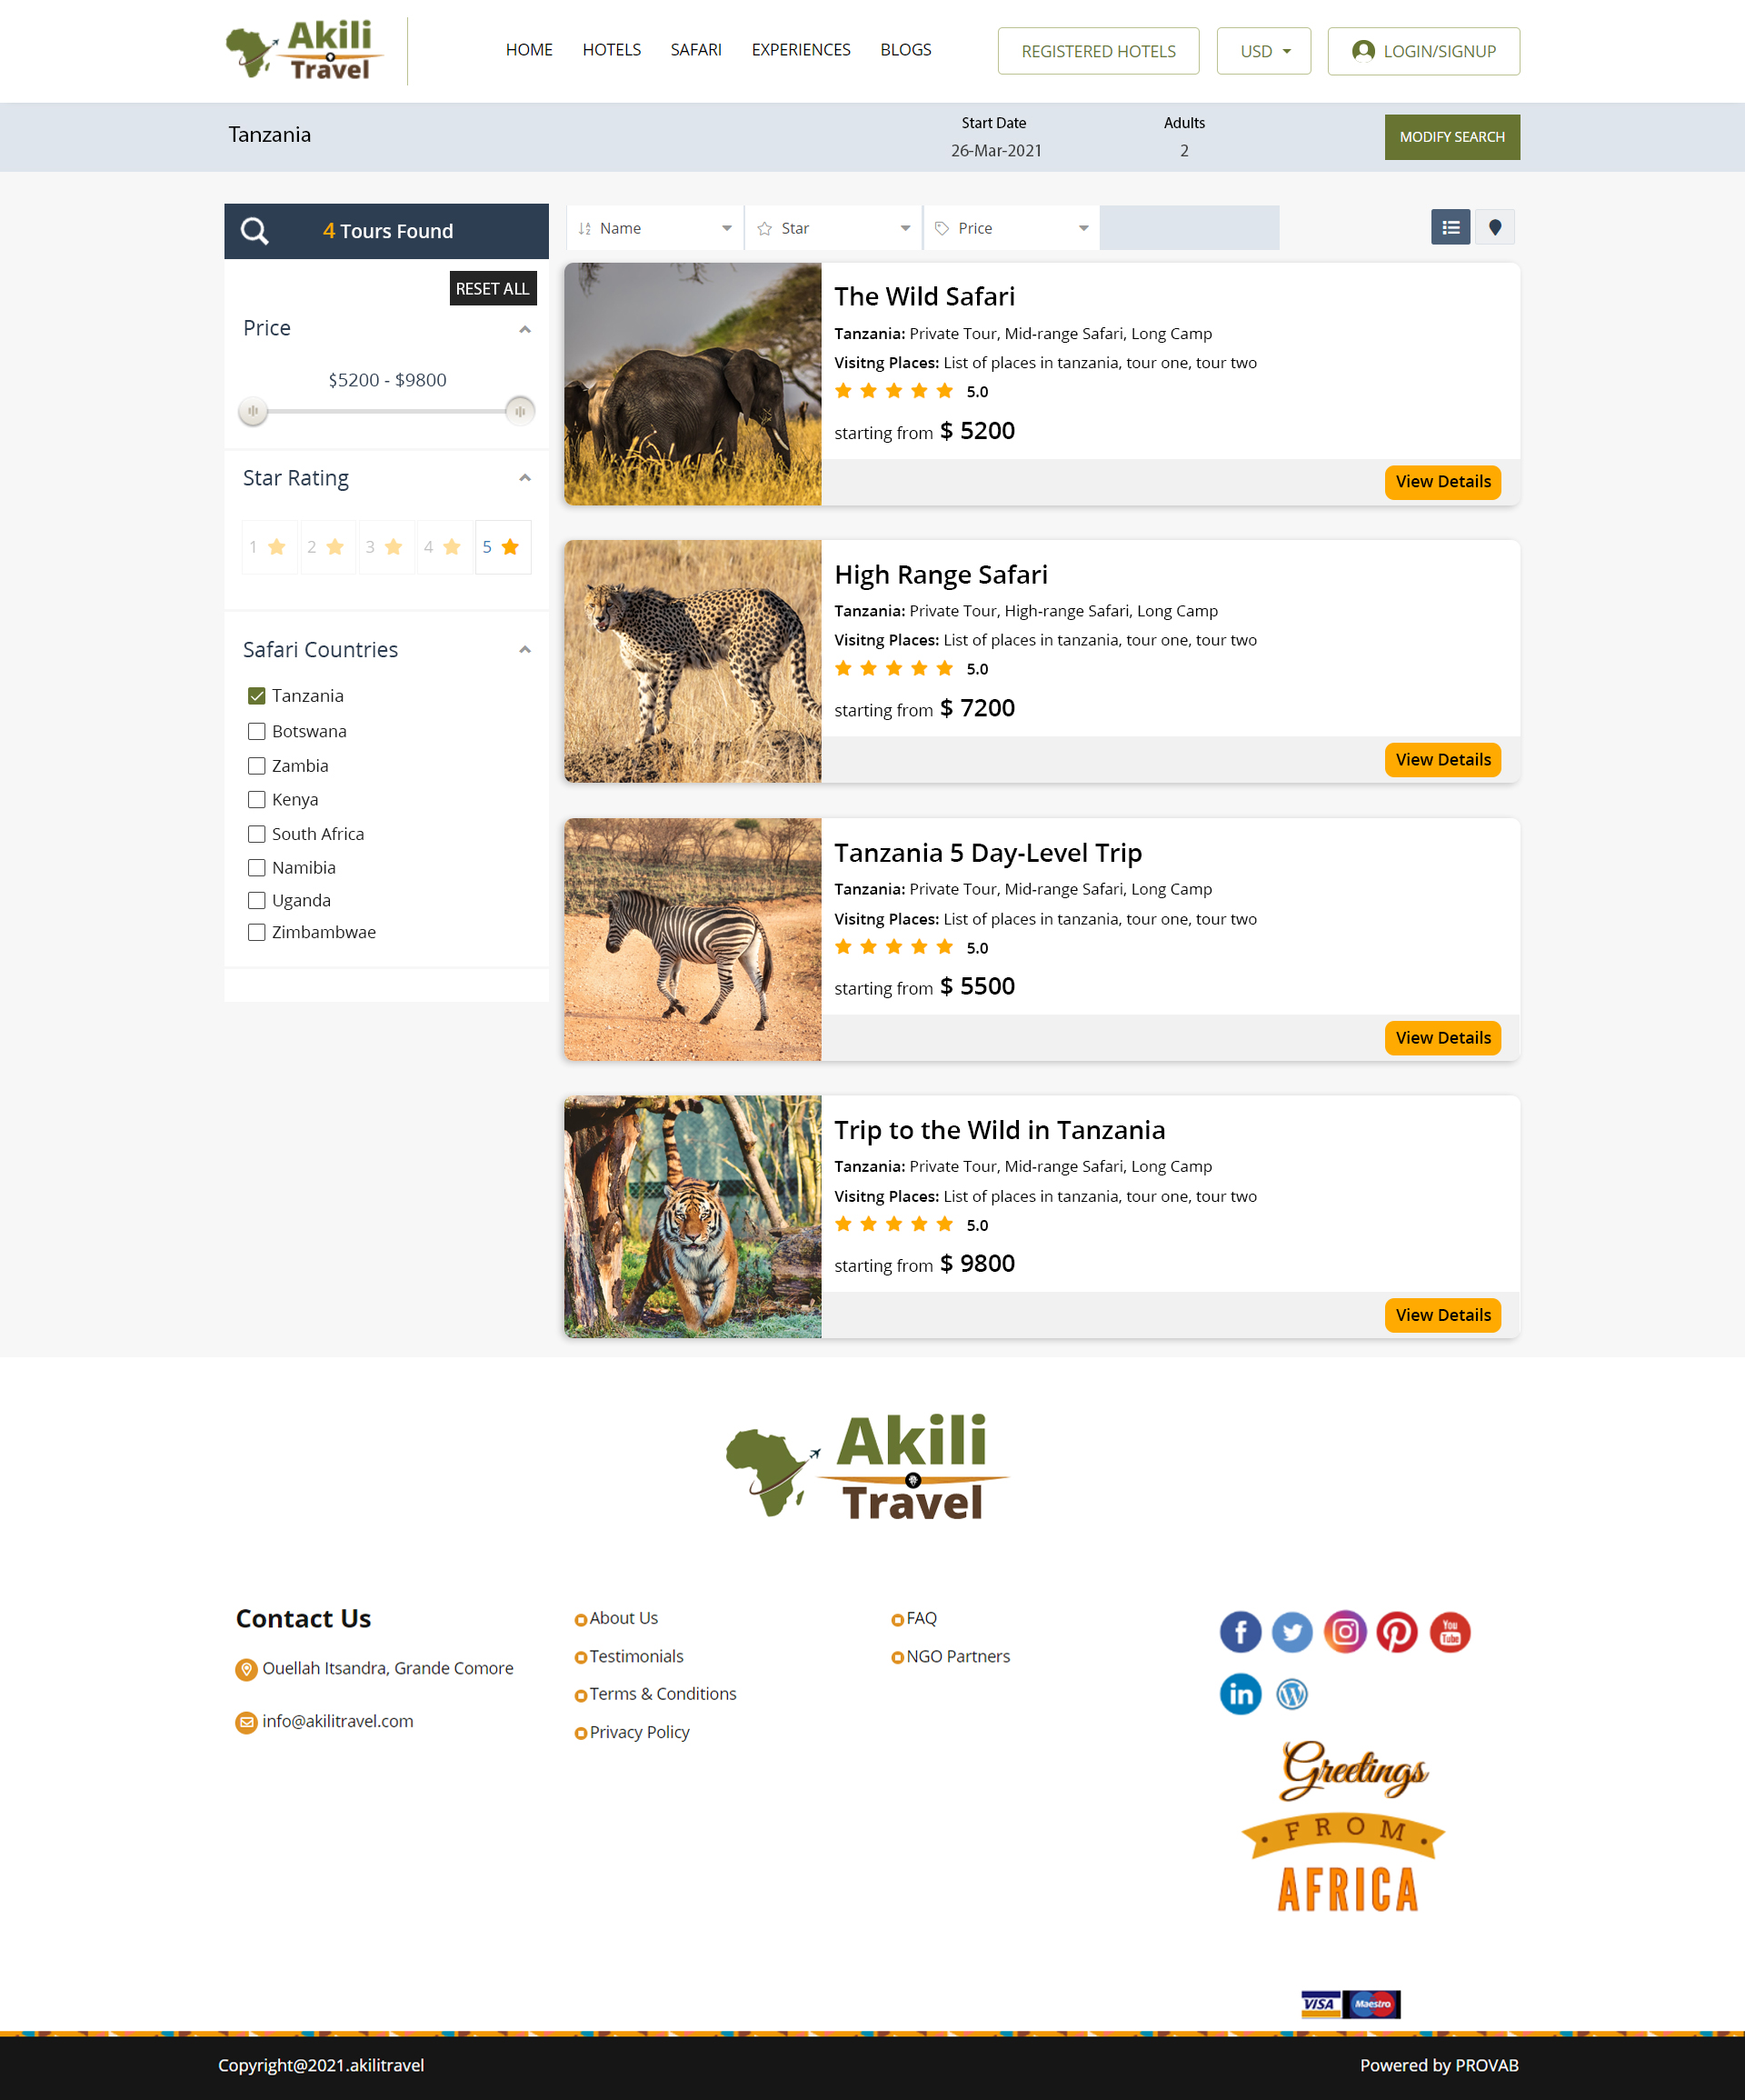 Akili
Travel
HOME HOTELS SAFARI EXPERIENCES BLOGS
REGISTERED HOTELS
USD
LOGIN/SIGNUP
Tanzania
Start Date
26-Mar-2021
Adults
2
MODIFY SEARCH
4 Tours Found
RESET ALL
Price
$5200 - $9800
Star Rating
1 2 3 4 5
Safari Countries
Tanzania
Botswana
Zambia
Kenya
South Africa
Namibia
Uganda
Zimbambwae
Name
Star
Price
The Wild Safari
Tanzania: Private Tour, Mid-range Safari, Long Camp
Visitng Places: List of places in tanzania, tour one, tour two
5.0
starting from $ 5200
View Details
High Range Safari
Tanzania: Private Tour, High-range Safari, Long Camp
Visitng Places: List of places in tanzania, tour one, tour two
5.0
starting from $ 7200
View Details
Tanzania 5 Day-Level Trip
Tanzania: Private Tour, Mid-range Safari, Long Camp
Visitng Places: List of places in tanzania, tour one, tour two
5.0
starting from $ 5500
View Details
Trip to the Wild in Tanzania
Tanzania: Private Tour, Mid-range Safari, Long Camp
Visitng Places: List of places in tanzania, tour one, tour two
5.0
starting from $ 9800
View Details
Akili
Travel
Contact Us
Ouellah Itsandra, Grande Comore
info@akilitravel.com
About Us
Testimonials
Terms & Conditions
Privacy Policy
FAQ
NGO Partners
You
Tube
in
Greetings
FROM
AFRICA
VISA Maestro
Copyright@2021.akilitravel
Powered by PROVAB